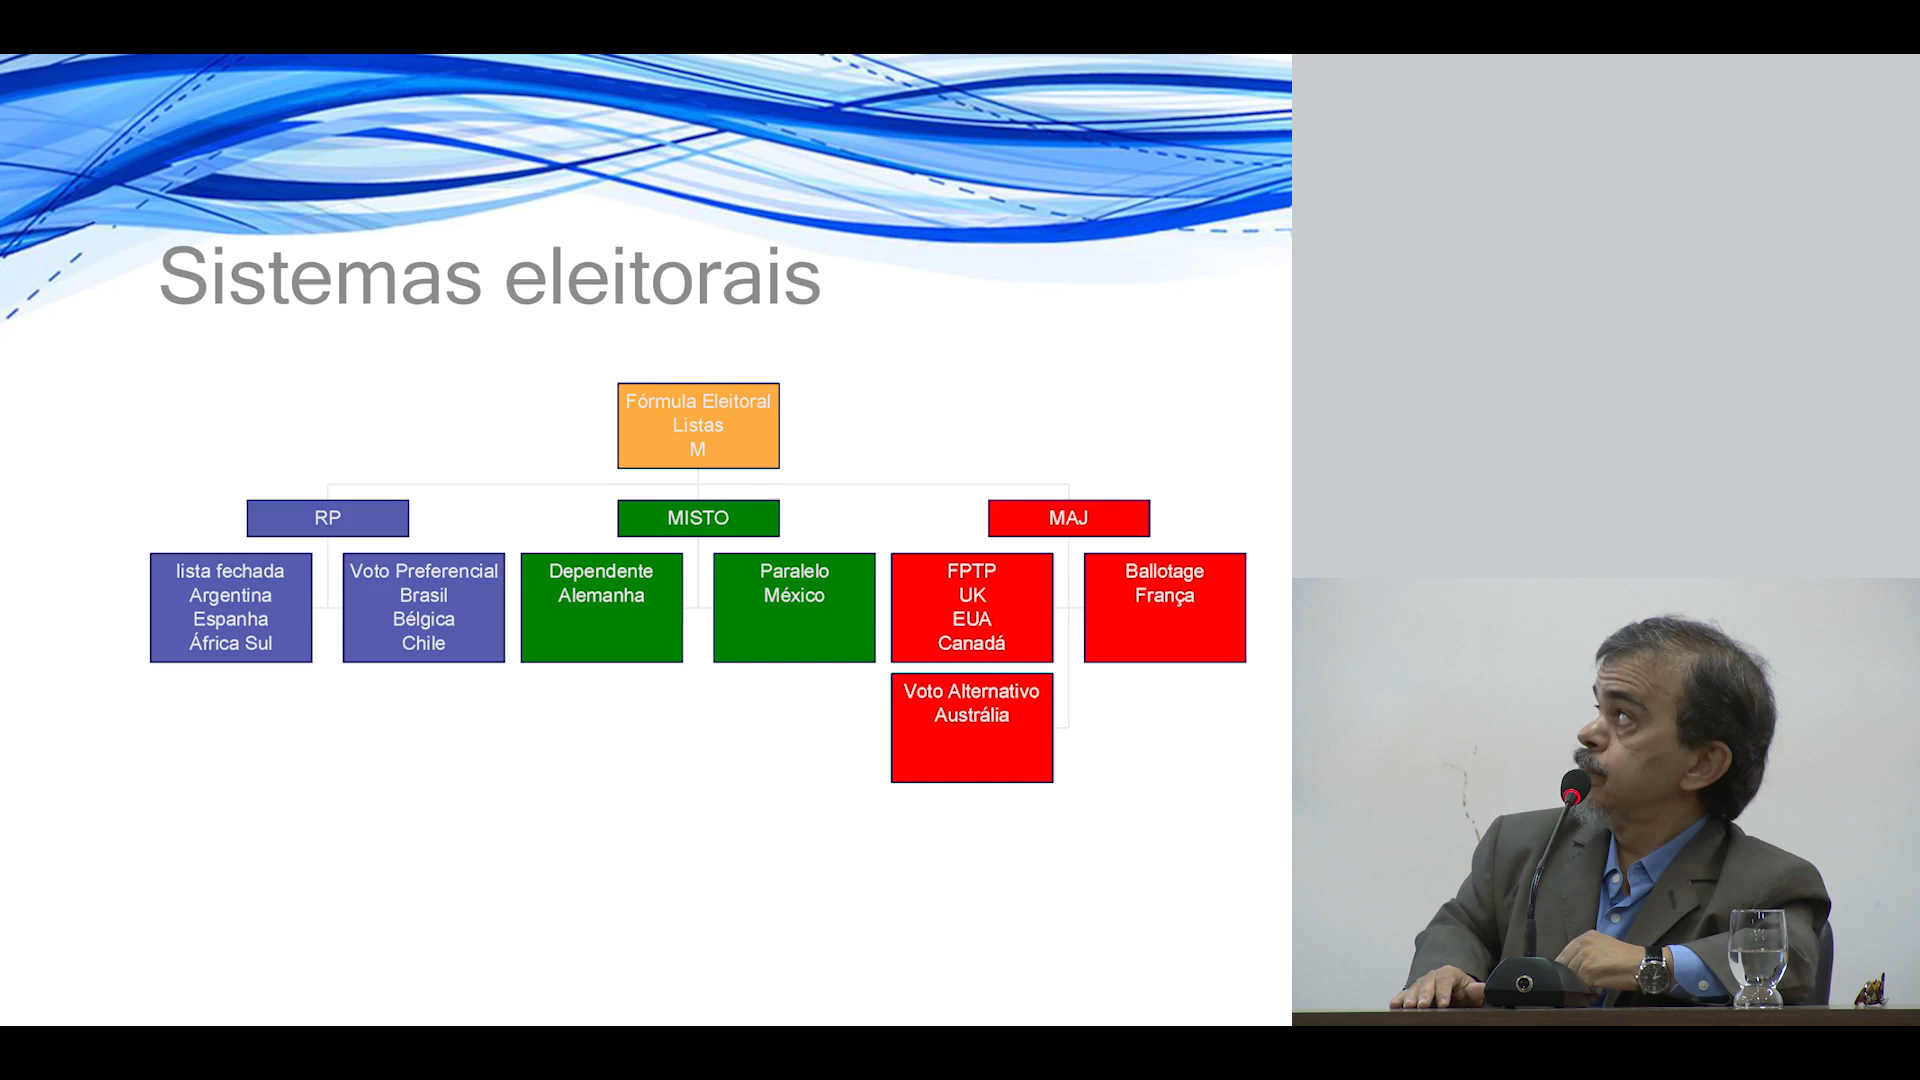 Sistemas eleitorais
Fórmula Eleitoral
Listas
M
RP
MISTO
MAJ
lista fechada
Argentina
Espanha
África Sul
Voto Preferencial
Brasil
Bélgica
Chile
Dependente
Alemanha
Paralelo
México
FPTP
UK
EUA
Canadá
Ballotage
França
Voto Alternativo
Austrália